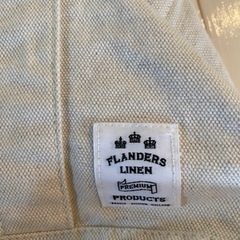 FLANDERS
LINEN
PREMIUM
PRODUCTS